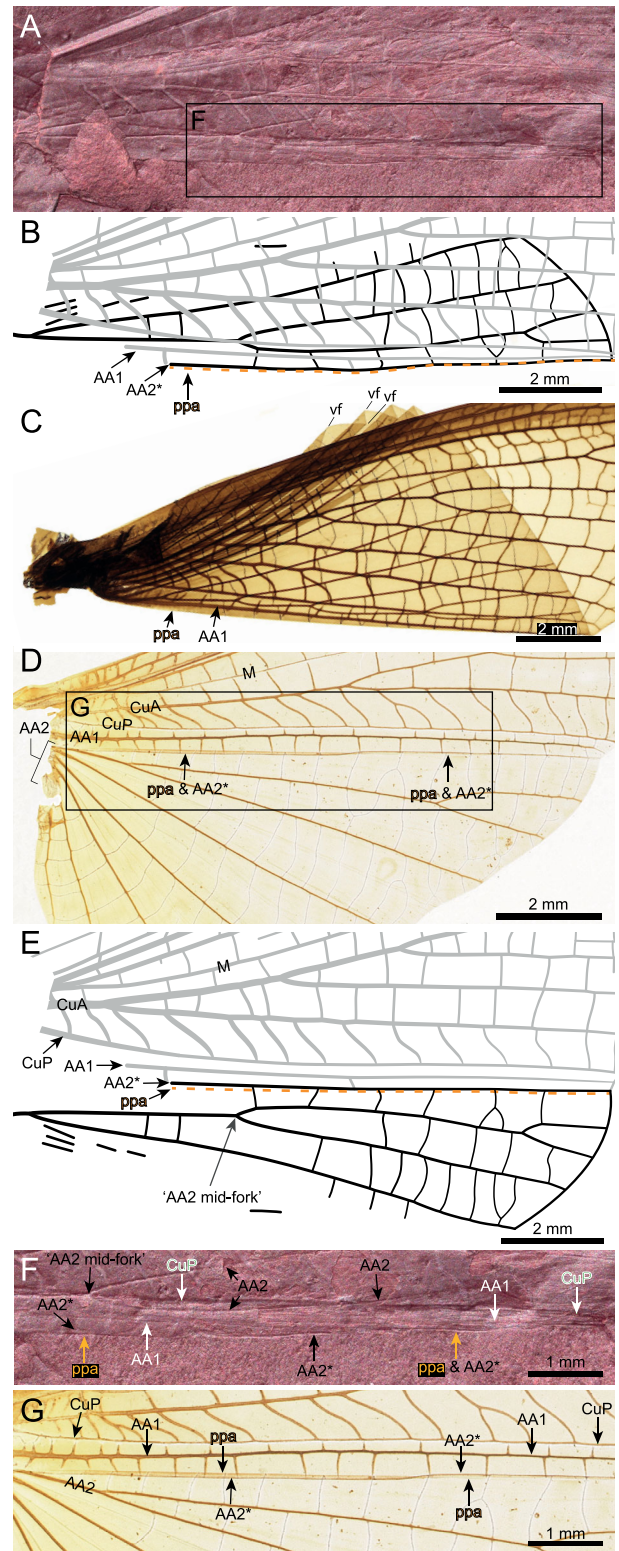 A
F
B
AA1
AA2*
ppa
2 mm
C
vf
vf
vf
ppa
AA1
2 mm
D
M
G
CuA
AA2
CuP
AA1
ppa & AA2*
ppa & AA2*
2 mm
E
M
CuA
CuP
AA1
AA2*
ppa
'AA2 mid-fork'
2 mm
F
'AA2 mid-fork'
CuP
AA2
AA2
AA1
CuP
AA2*
ppa
AA1
AA2*
ppa & AA2*
1 mm
G
CuP
AA1
ppa
AA2*
AA1
CuP
AA2
AA2*
ppa
1 mm